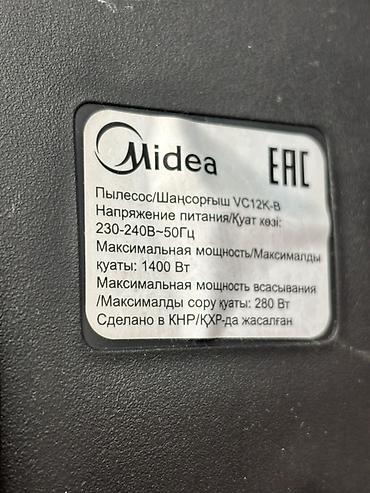 Midea EAC
Пылесос/Шаңсорғыш VC12K-B
Напряжение питания/Қуат көзі:
230-240В~50Гц
Максимальная мощность/Максималды
қуаты: 1400 Вт
Максимальная мощность всасывания
/Максималды сору қуаты: 280 Вт
Сделано в КНР/ҚХР-да жасалған